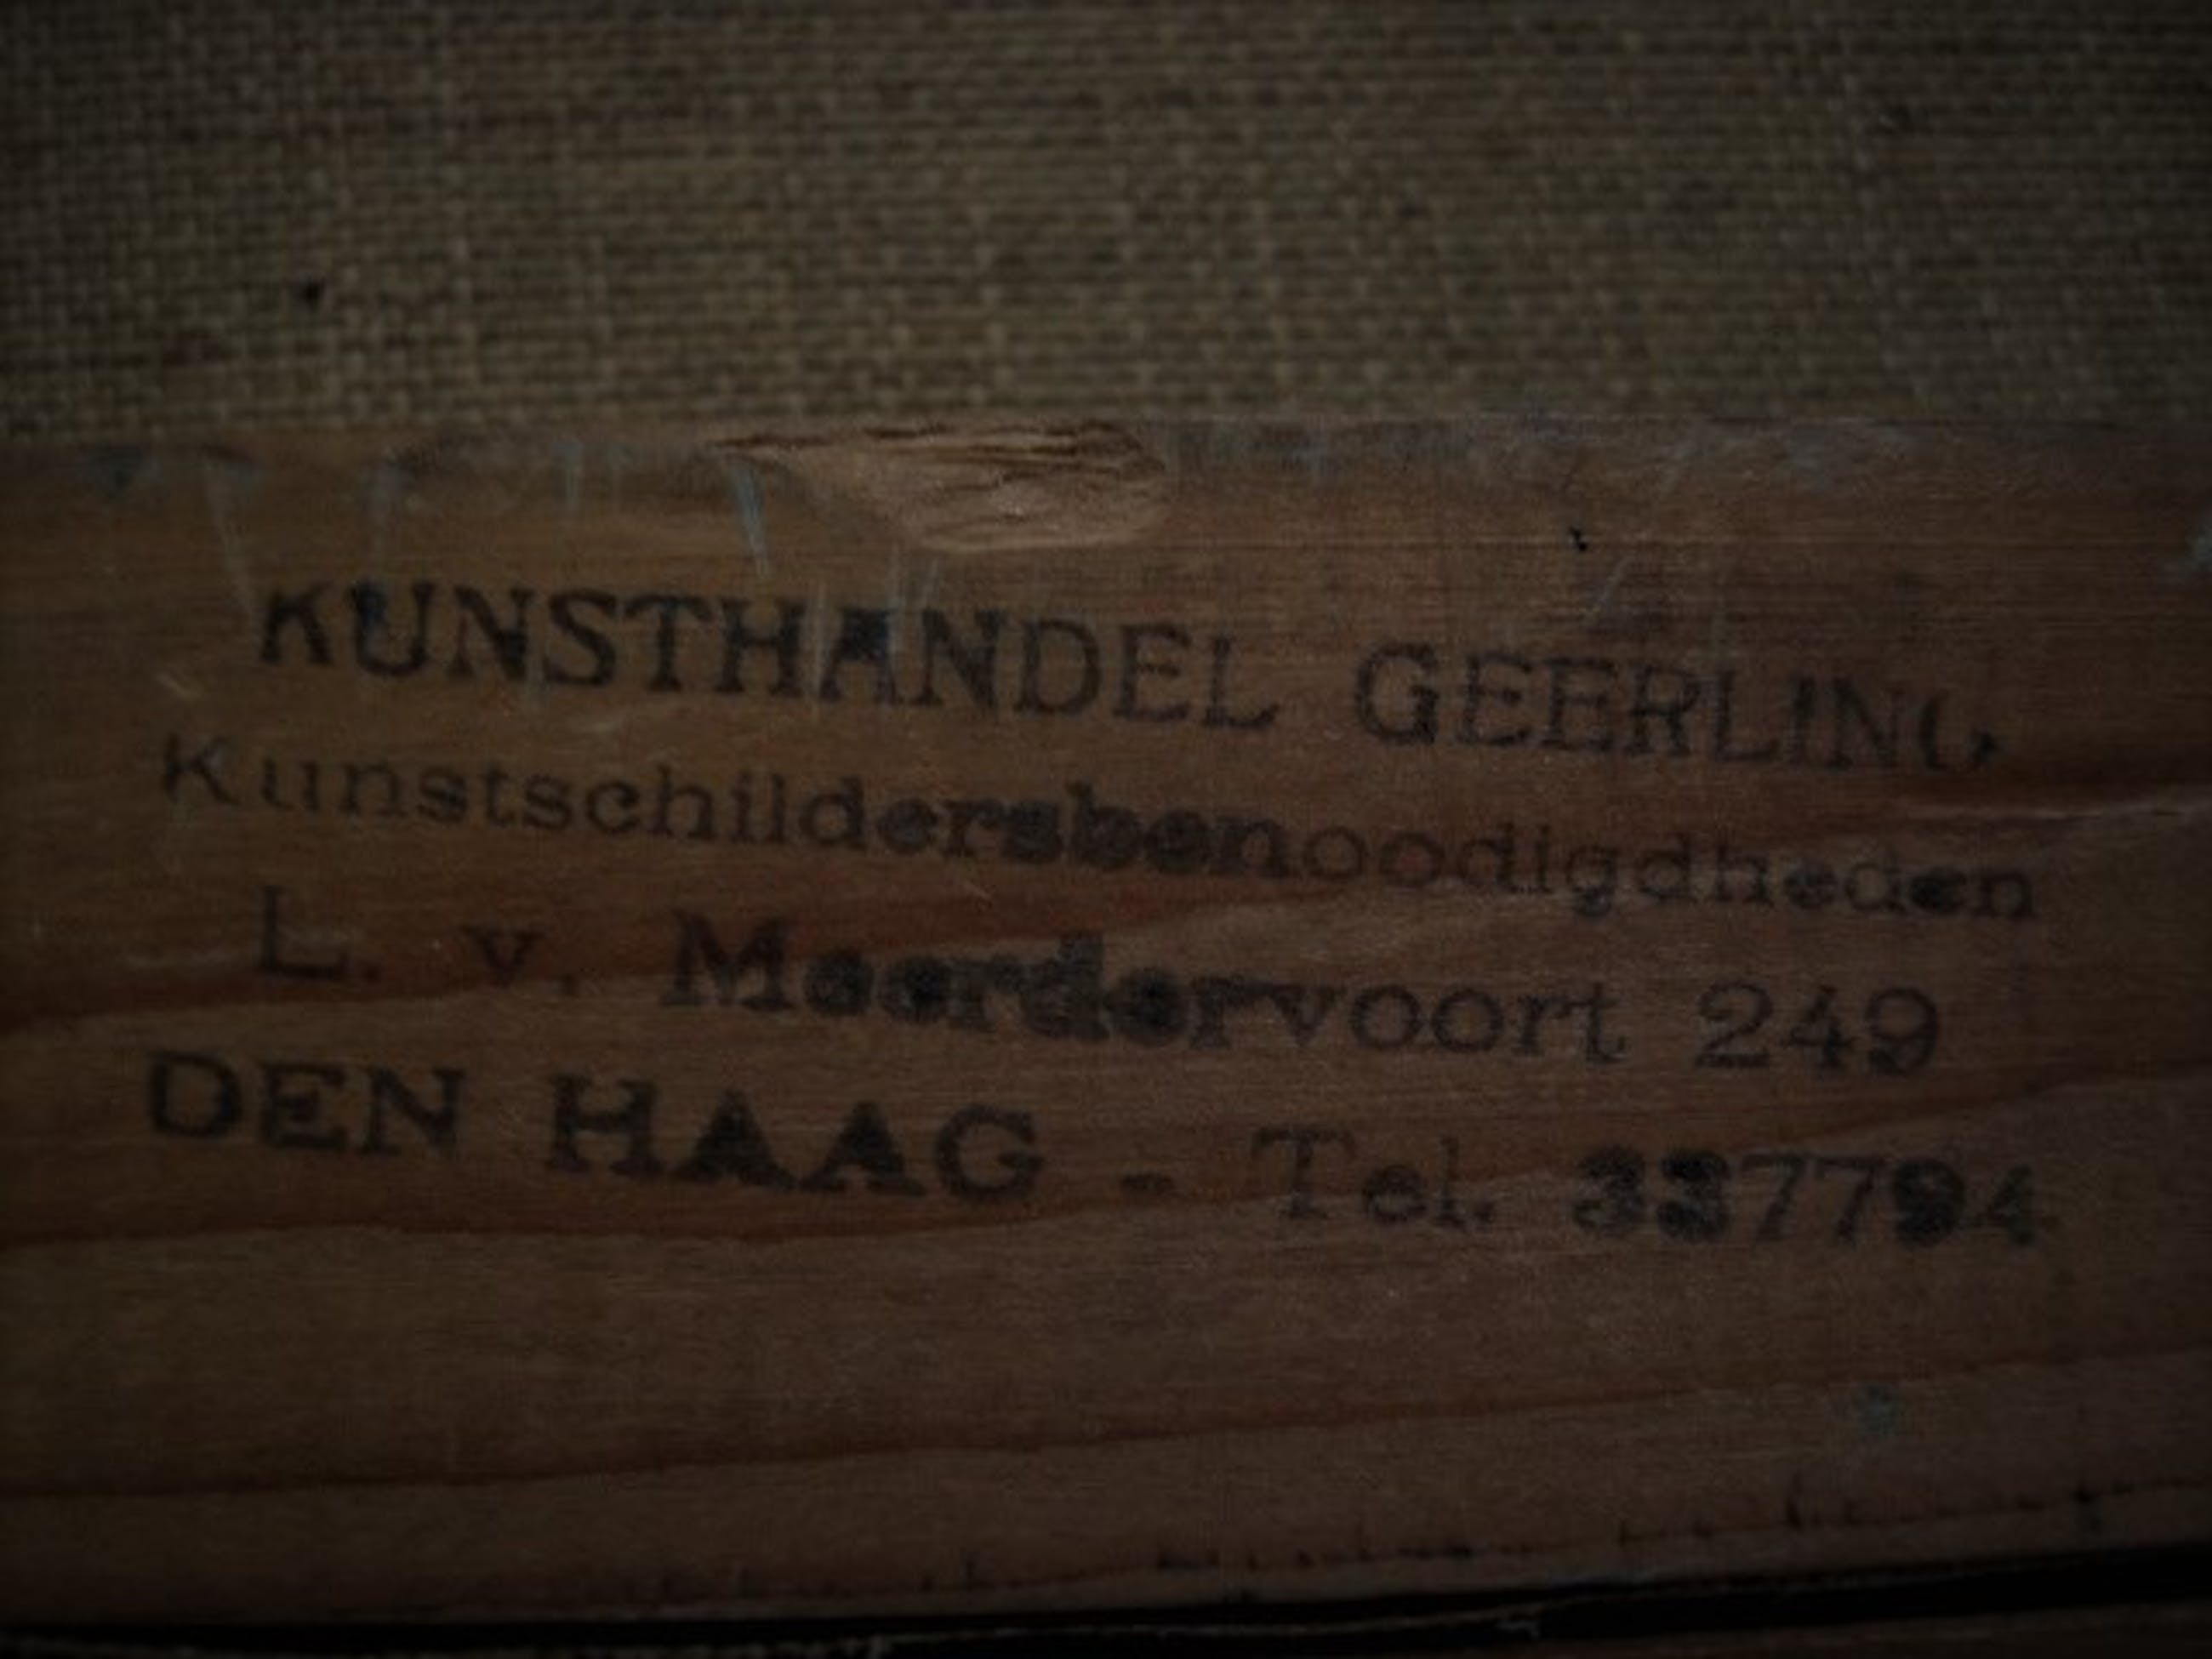 KUNSTHANDEL GEERLING
Kunstschildersbenoodigdheden
L. v. Meerdervoort 249
DEN HAAG - Tel. 337794